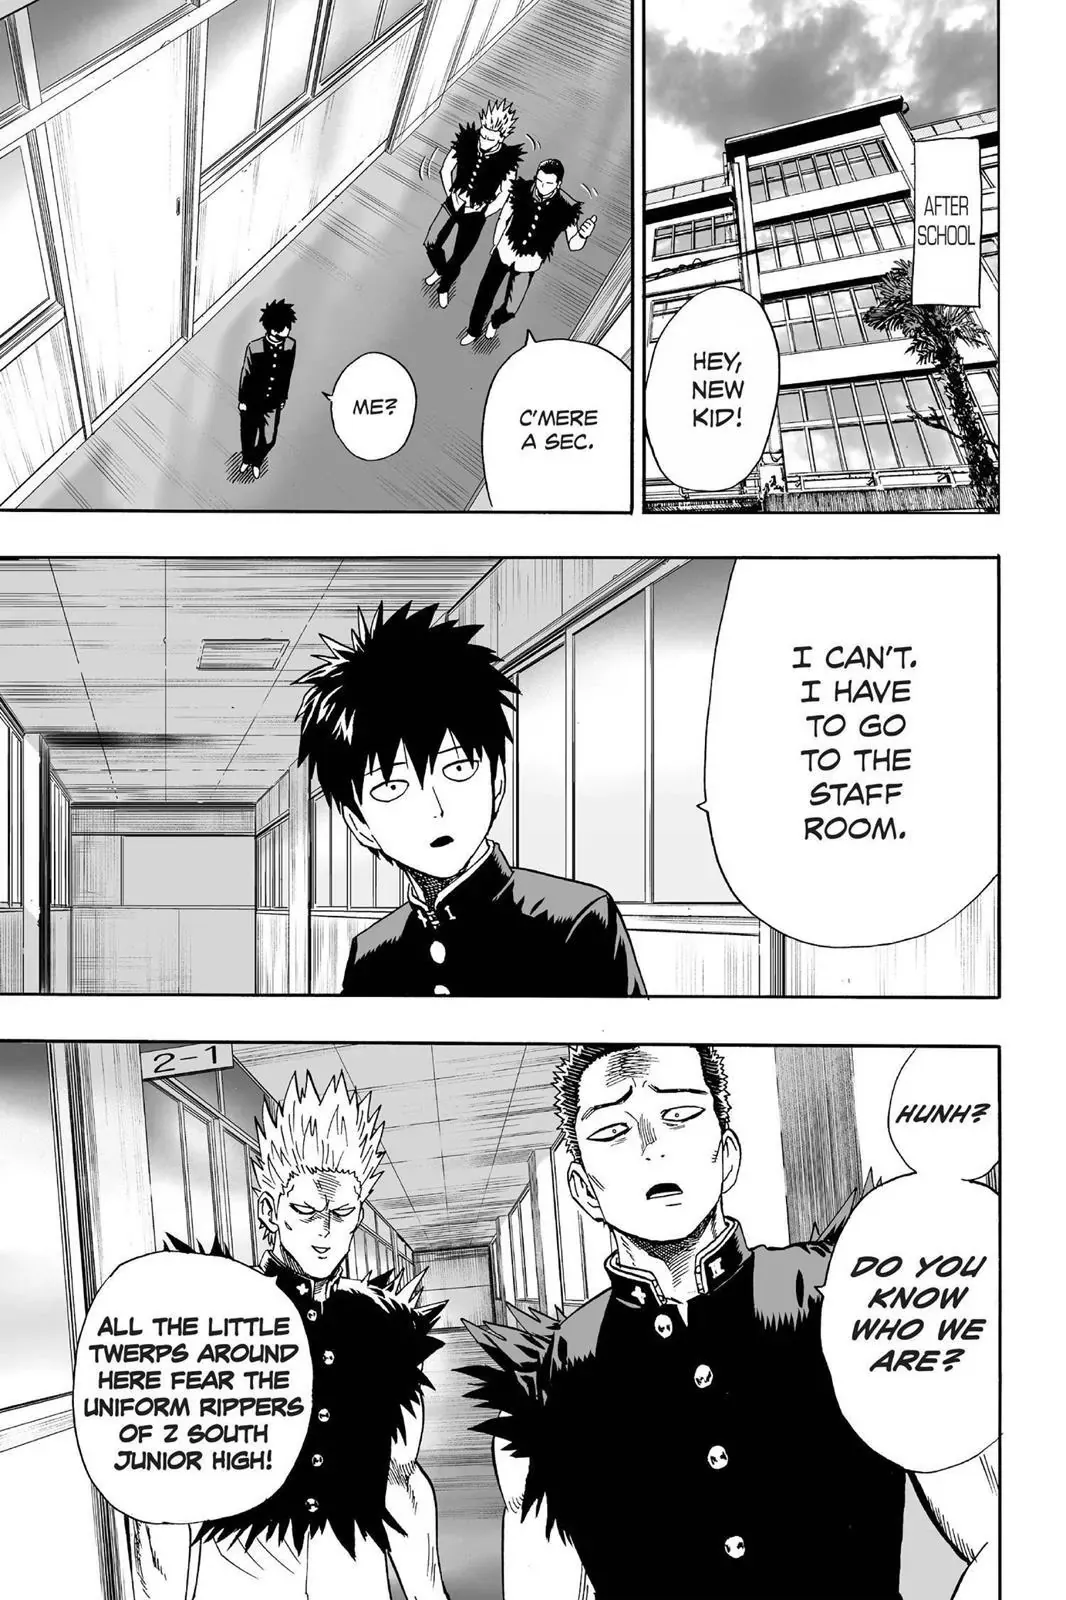 AFTER
SCHOOL
HEY,
NEW
KID!
C'MERE
A SEC.
ME?
I CAN'T.
I HAVE
TO GO
TO THE
STAFF
ROOM.
2-1
HUNH?
DO YOU
KNOW
WHO WE
ARE?
ALL THE LITTLE
TWERPS AROUND
HERE FEAR THE
UNIFORM RIPPERS
OF Z SOUTH
JUNIOR HIGH!